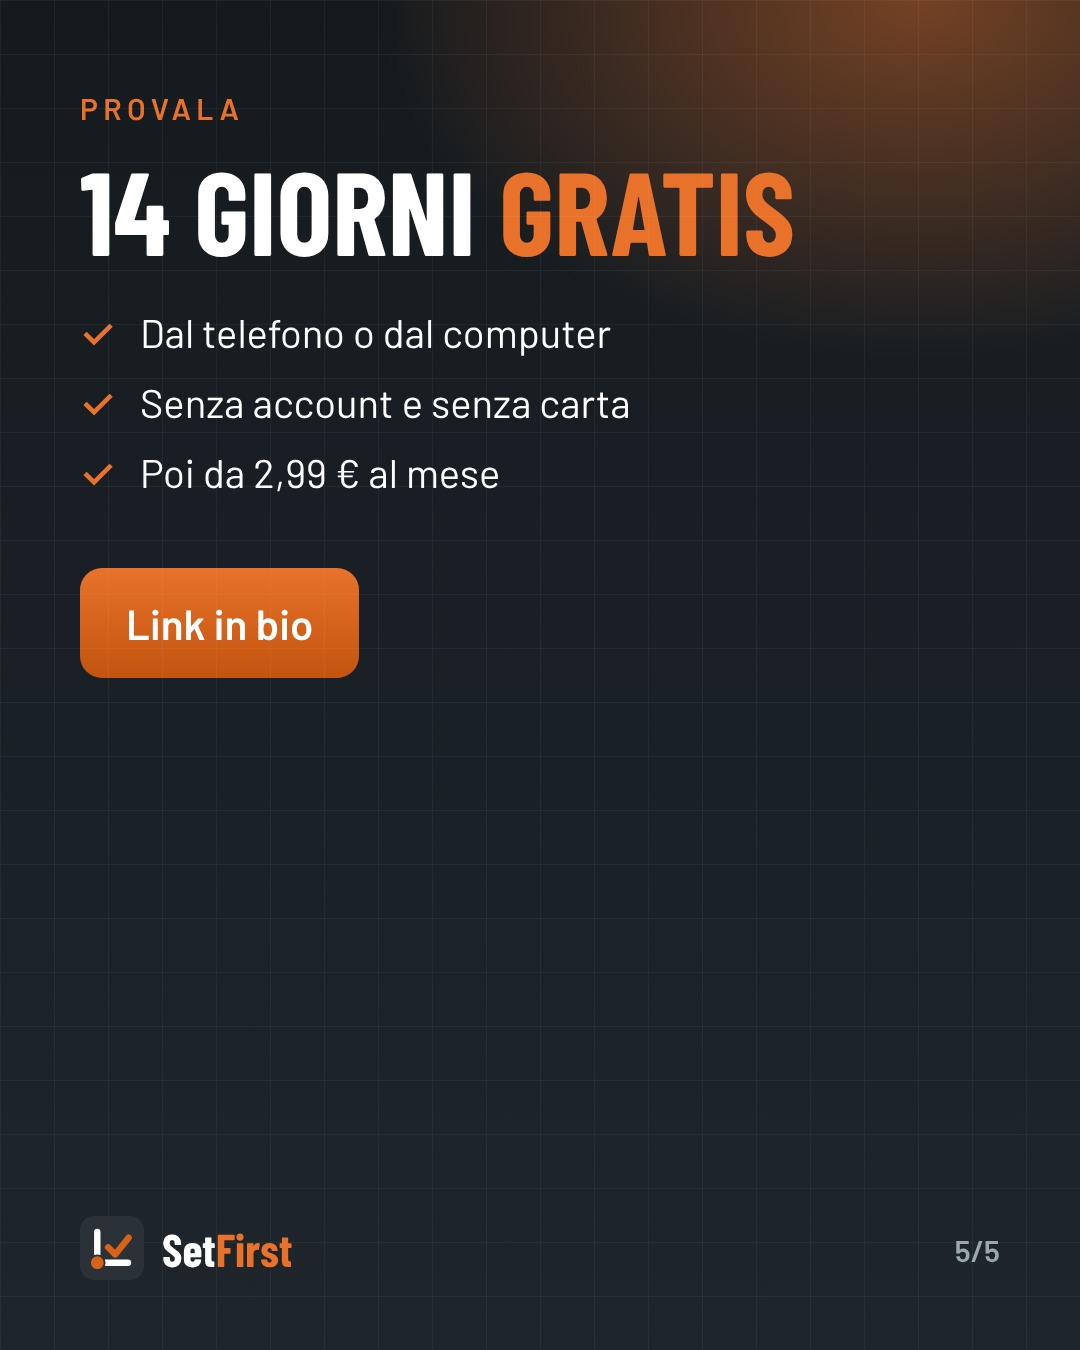 PROVALA
14 GIORNI GRATIS
Dal telefono o dal computer
Senza account e senza carta
Poi da 2,99 € al mese
Link in bio
SetFirst
5/5